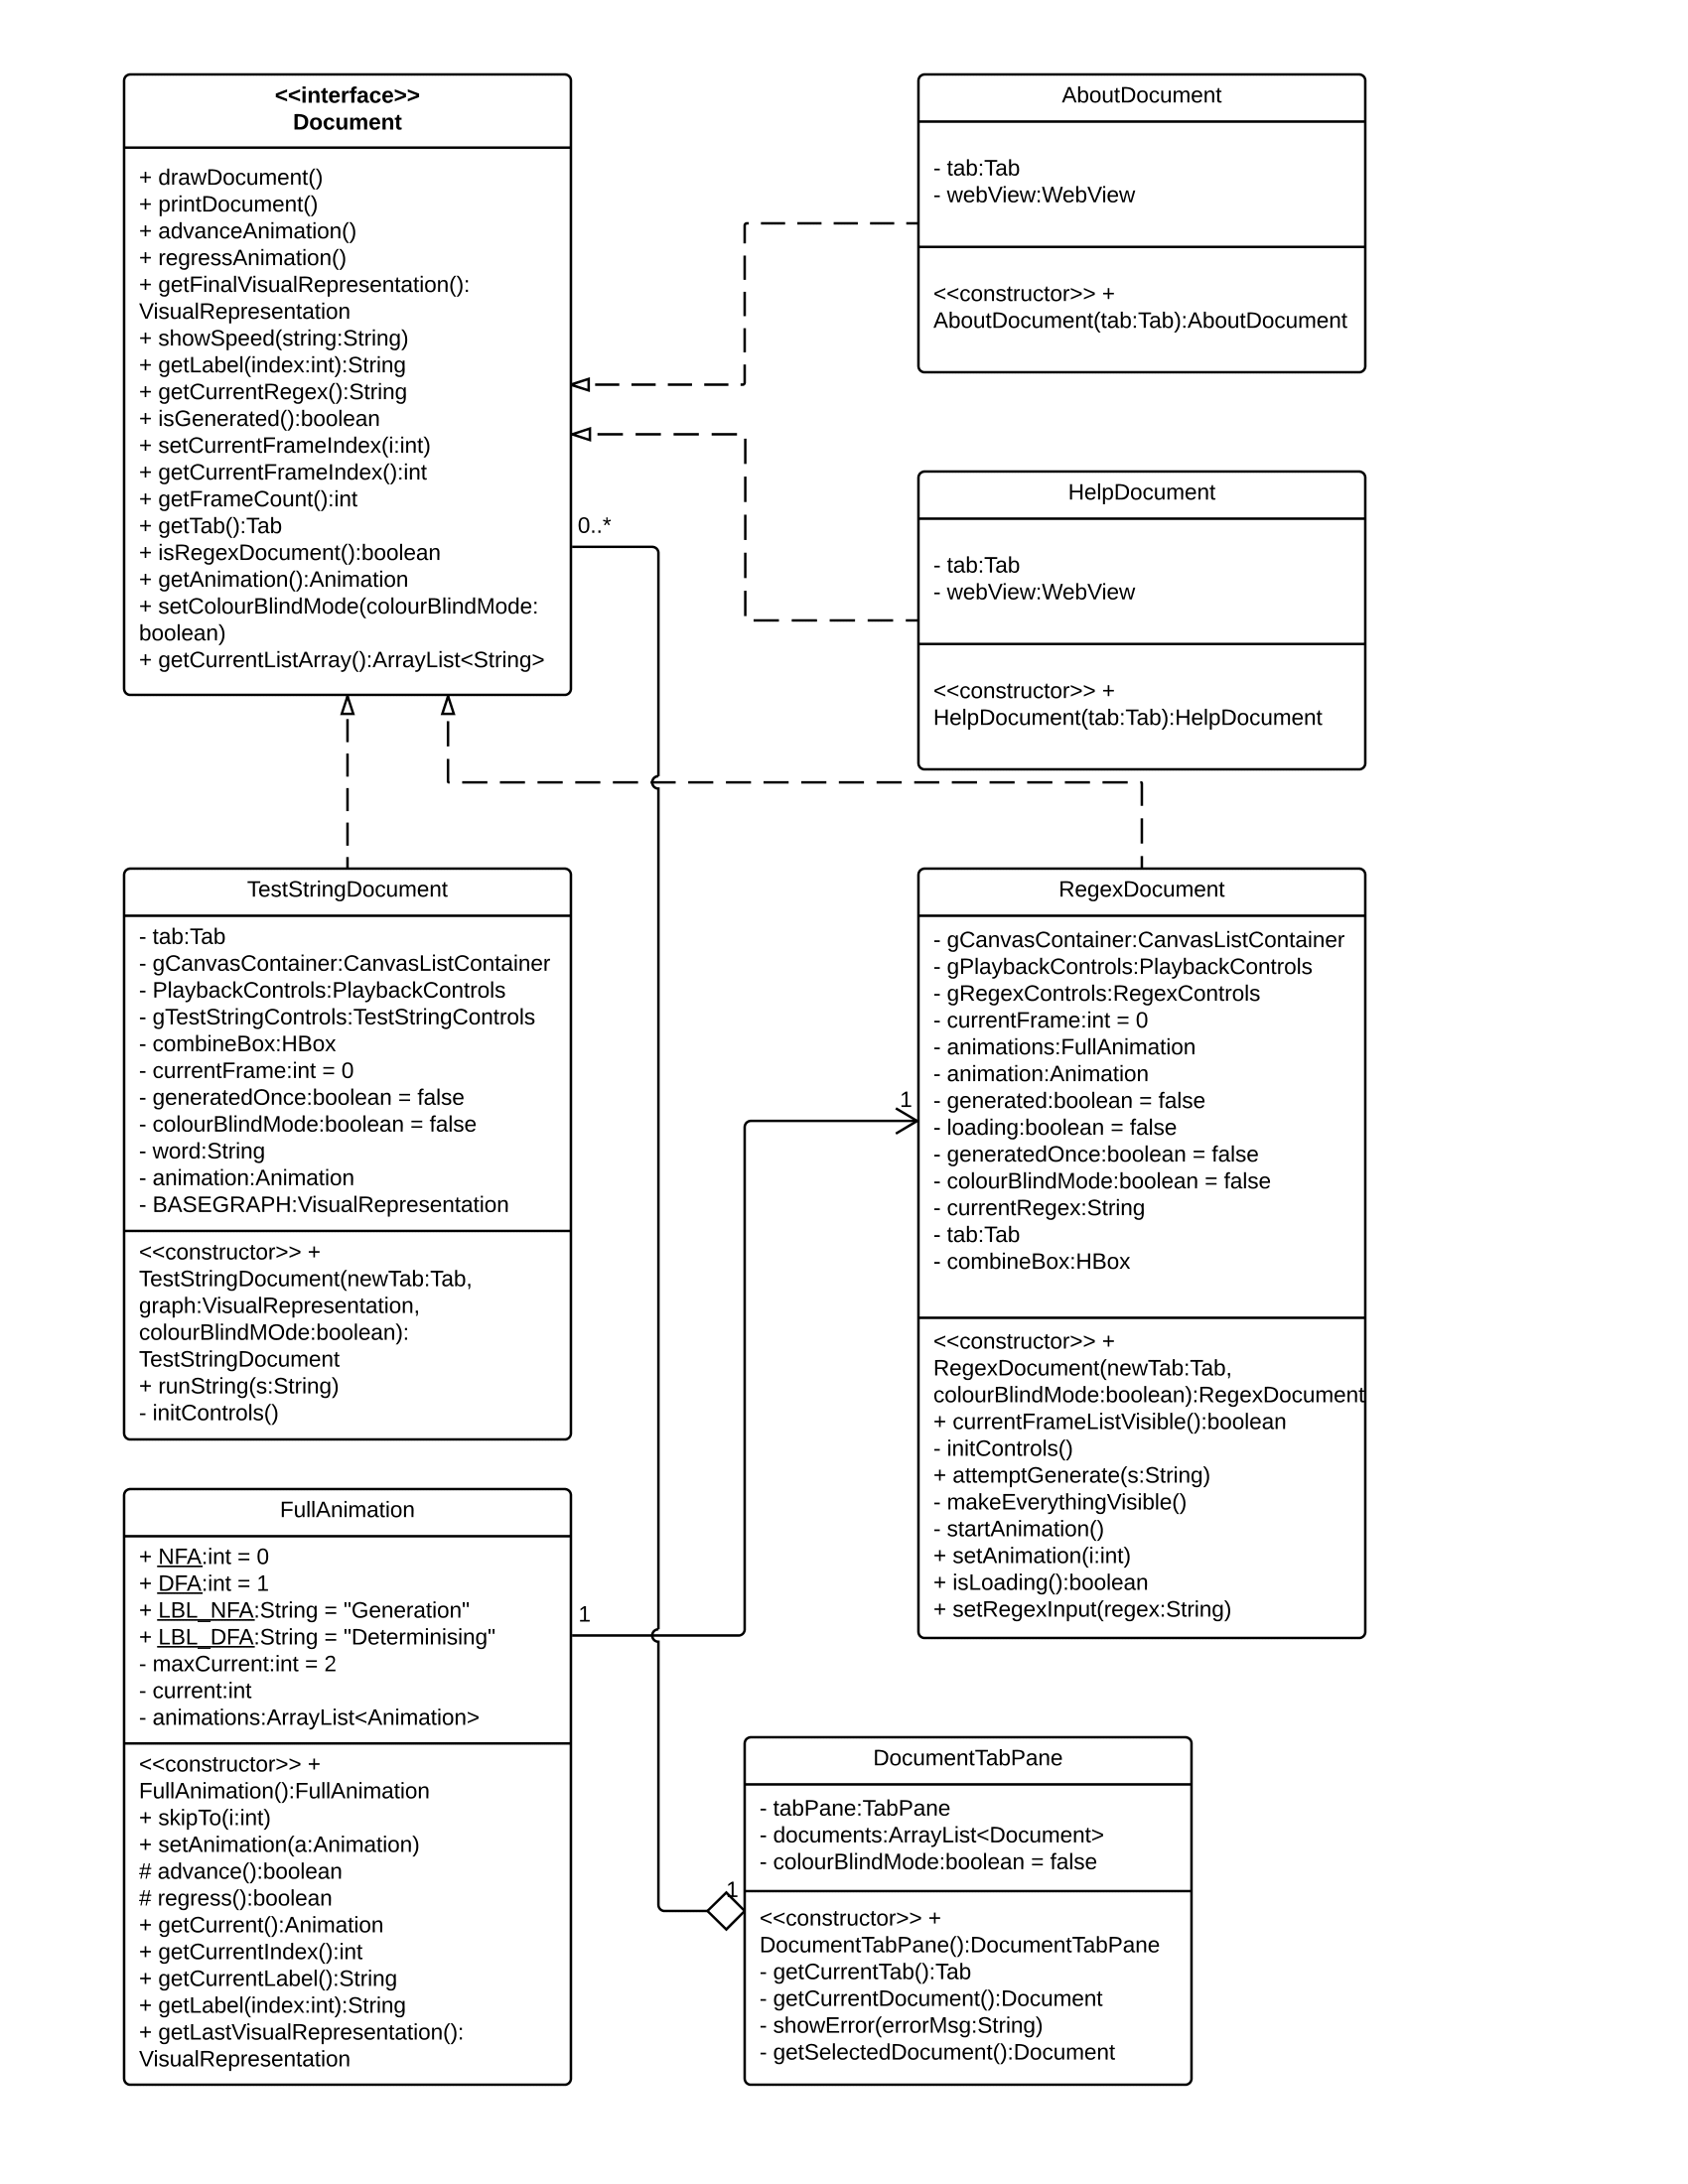 <<interface>>
Document
+ drawDocument()
+ printDocument()
+ advanceAnimation()
+ regressAnimation()
+ getFinalVisualRepresentation():
VisualRepresentation
+ showSpeed(string:String)
+ getLabel(index:int):String
+ getCurrentRegex():String
+ isGenerated():boolean
+ setCurrentFrameIndex(i:int)
+ getCurrentFrameIndex():int
+ getFrameCount():int
+ getTab():Tab
+ isRegexDocument():boolean
+ getAnimation():Animation
+ setColourBlindMode(colourBlindMode:
boolean)
+ getCurrentListArray():ArrayList<String>
0..*
AboutDocument
- tab:Tab
- webView:WebView
<<constructor>> +
AboutDocument(tab:Tab):AboutDocument
HelpDocument
- tab:Tab
- webView:WebView
<<constructor>> +
HelpDocument(tab:Tab):HelpDocument
TestStringDocument
- tab:Tab
- gCanvasContainer:CanvasListContainer
- PlaybackControls:PlaybackControls
- gTestStringControls:TestStringControls
- combineBox:HBox
- currentFrame:int = 0
- generatedOnce:boolean = false
- colourBlindMode:boolean = false
- word:String
- animation:Animation
- BASEGRAPH:VisualRepresentation
<<constructor>> +
TestStringDocument(newTab:Tab,
graph:VisualRepresentation,
colourBlindMOde:boolean):
TestStringDocument
+ runString(s:String)
- initControls()
RegexDocument
- gCanvasContainer:CanvasListContainer
- gPlaybackControls:PlaybackControls
- gRegexControls:RegexControls
- currentFrame:int = 0
- animations:FullAnimation
- animation:Animation
- generated:boolean = false
- loading:boolean = false
- generatedOnce:boolean = false
- colourBlindMode:boolean = false
- currentRegex:String
- tab:Tab
- combineBox:HBox
<<constructor>> +
RegexDocument(newTab:Tab,
colourBlindMode:boolean):RegexDocument
+ currentFrameListVisible():boolean
- initControls()
+ attemptGenerate(s:String)
- makeEverythingVisible()
- startAnimation()
+ setAnimation(i:int)
+ isLoading():boolean
+ setRegexInput(regex:String)
1
FullAnimation
+ NFA:int = 0
+ DFA:int = 1
+ LBL_NFA:String = "Generation"
+ LBL_DFA:String = "Determinising"
- maxCurrent:int = 2
- current:int
- animations:ArrayList<Animation>
<<constructor>> +
FullAnimation():FullAnimation
+ skipTo(i:int)
+ setAnimation(a:Animation)
# advance():boolean
# regress():boolean
+ getCurrent():Animation
+ getCurrentIndex():int
+ getCurrentLabel():String
+ getLabel(index:int):String
+ getLastVisualRepresentation():
VisualRepresentation
1
DocumentTabPane
- tabPane:TabPane
- documents:ArrayList<Document>
- colourBlindMode:boolean = false
<<constructor>> +
DocumentTabPane():DocumentTabPane
- getCurrentTab():Tab
- getCurrentDocument():Document
- showError(errorMsg:String)
- getSelectedDocument():Document
1